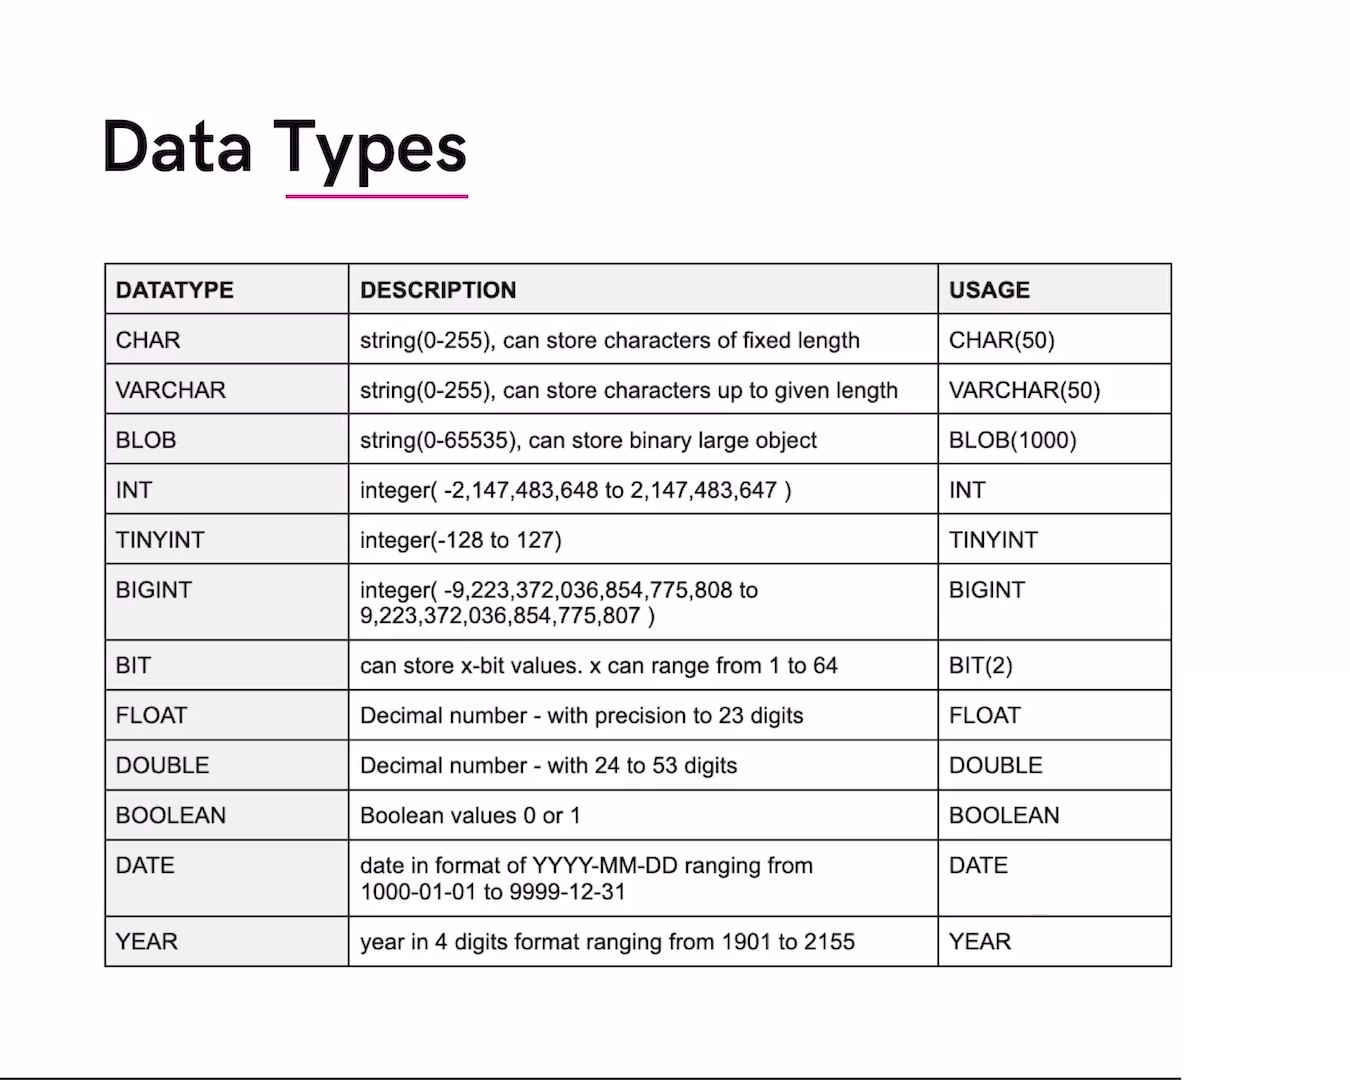 Data Types
DATATYPE DESCRIPTION USAGE
CHAR string(0-255), can store characters of fixed length CHAR(50)
VARCHAR string(0-255), can store characters up to given length VARCHAR(50)
BLOB string(0-65535), can store binary large object BLOB(1000)
INT integer( -2,147,483,648 to 2,147,483,647 ) INT
TINYINT integer(-128 to 127) TINYINT
BIGINT integer( -9,223,372,036,854,775,808 to BIGINT
9,223,372,036,854,775,807 )
BIT can store x-bit values. x can range from 1 to 64 BIT(2)
FLOAT Decimal number - with precision to 23 digits FLOAT
DOUBLE Decimal number - with 24 to 53 digits DOUBLE
BOOLEAN Boolean values 0 or 1 BOOLEAN
DATE date in format of YYYY-MM-DD ranging from DATE
1000-01-01 to 9999-12-31
YEAR year in 4 digits format ranging from 1901 to 2155 YEAR